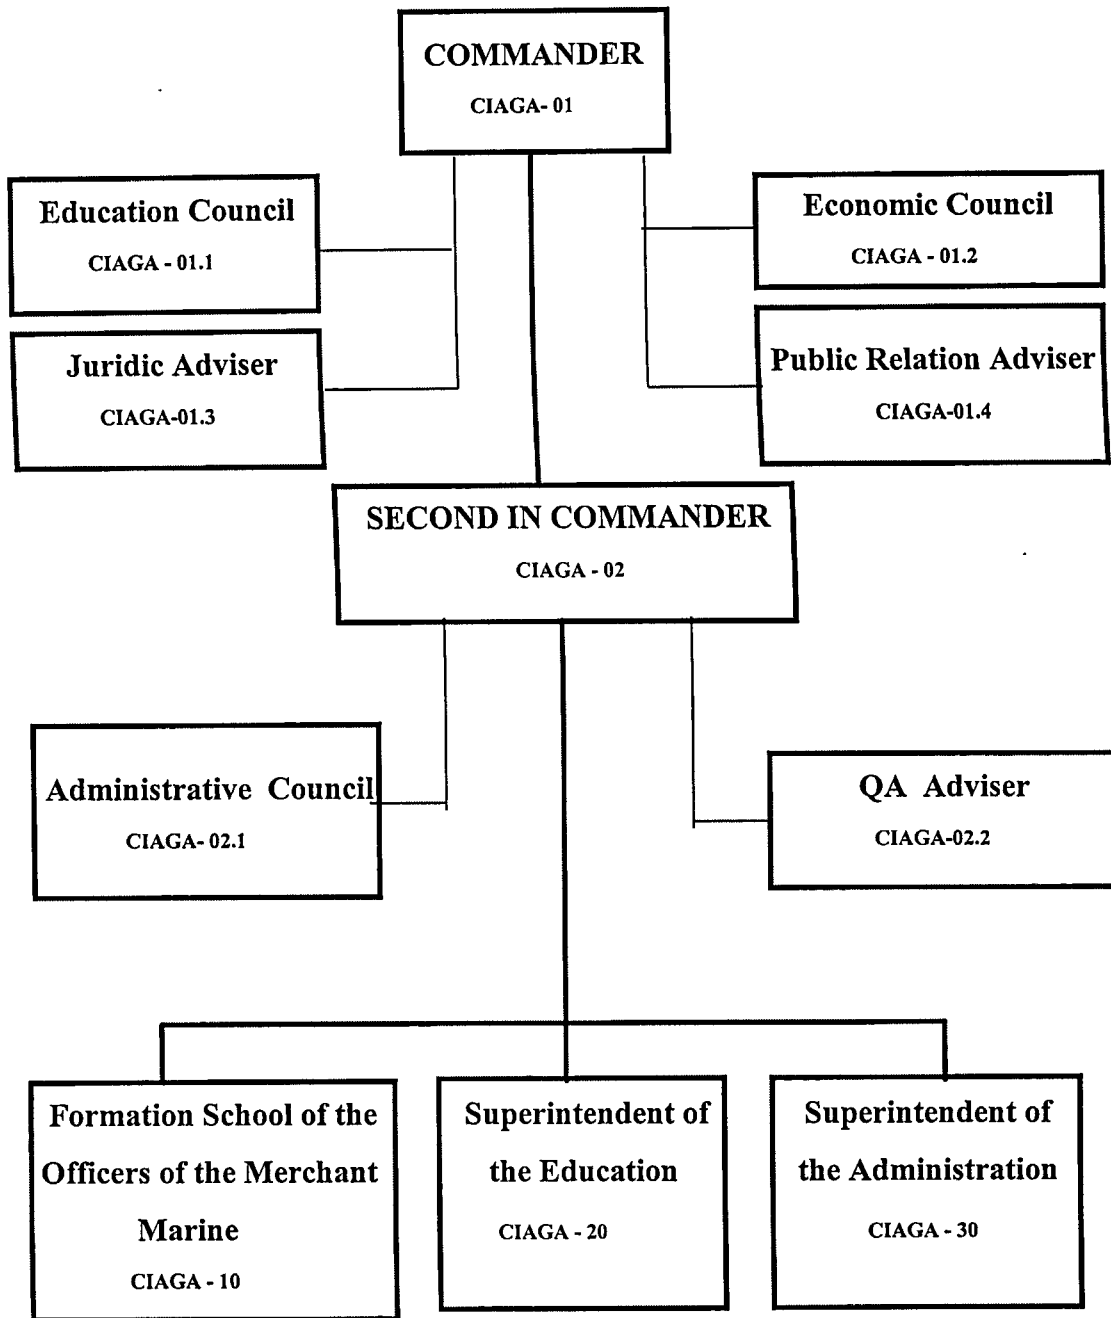 COMMANDER
CIAGA- 01
Education Council
CIAGA - 01.1
Economic Council
CIAGA - 01.2
Juridic Adviser
CIAGA-01.3
Public Relation Adviser
CIAGA-01.4
SECOND IN COMMANDER
CIAGA - 02
Administrative Council
CIAGA- 02.1
QA Adviser
CIAGA-02.2
Formation School of the
Officers of the Merchant
Marine
CIAGA - 10
Superintendent of
the Education
CIAGA - 20
Superintendent of
the Administration
CIAGA - 30